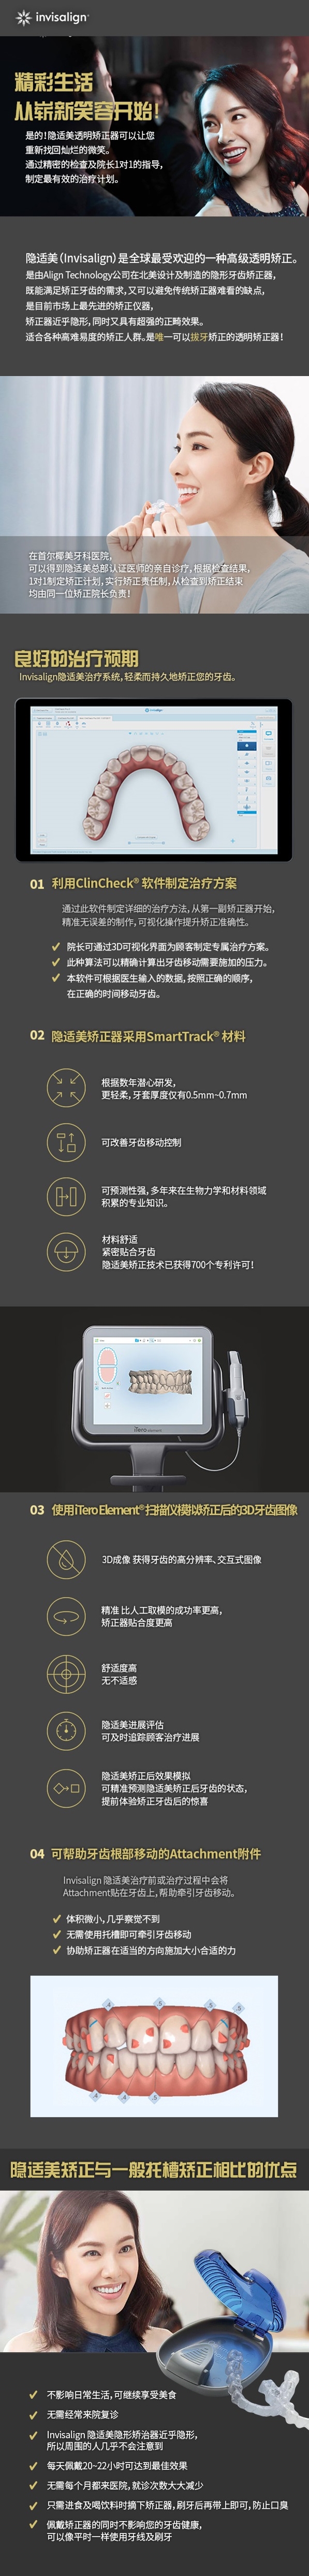 invisalign
精彩生活
从崭新笑容开始!
是的!隐适美透明矫正器可以让您
重新找回灿烂的微笑。
通过精密的检查及院长1对1的指导,
制定最有效的治疗计划。
隐适美(Invisalign)是全球最受欢迎的一种高级透明矫正。
是由Align Technology公司在北美设计及制造的隐形牙齿矫正器,
既能满足矫正牙齿的需求,又可以避免传统矫正器难看的缺点,
是目前市场上最先进的矫正仪器,
矫正器近乎隐形,同时又具有超强的正畸效果。
适合各种高难易度的矫正人群。是唯一可以拔牙矫正的透明矫正器!
在首尔椰美牙科医院,
可以得到隐适美总部认证医师的亲自诊疗,根据检查结果,
1对1制定矫正计划,实行矫正责任制,从检查到矫正结束
均由同一位矫正院长负责!
良好的治疗预期
Invisalign隐适美治疗系统,轻柔而持久地矫正您的牙齿。
invisalign
01 利用ClinCheck® 软件制定治疗方案
通过此软件制定详细的治疗方法,从第一副矫正器开始,
精准无误差的制作,可视化操作提升矫正准确性。
院长可通过3D可视化界面为顾客制定专属治疗方案。
此种算法可以精确计算出牙齿移动需要施加的压力。
本软件可根据医生输入的数据,按照正确的顺序,
在正确的时间移动牙齿。
02 隐适美矫正器采用SmartTrack® 材料
根据数年潜心研发,
更轻柔,牙套厚度仅有0.5mm~0.7mm
可改善牙齿移动控制
可预测性强,多年来在生物力学和材料领域
积累的专业知识。
材料舒适
紧密贴合牙齿
隐适美矫正技术已获得700个专利许可!
iTero element
03 使用iTero Element®扫描仪模拟矫正后的3D牙齿图像
3D成像 获得牙齿的高分辨率、交互式图像
精准 比人工取模的成功率更高,
矫正器贴合度更高
舒适度高
无不适感
隐适美进展评估
可及时追踪顾客治疗进展
隐适美矫正后效果模拟
可精准预测隐适美矫正后牙齿的状态,
提前体验矫正牙齿后的惊喜
04 可帮助牙齿根部移动的Attachment附件
Invisalign 隐适美治疗前或治疗过程中会将
Attachment贴在牙齿上,帮助牵引牙齿移动。
体积微小,几乎察觉不到
无需使用托槽即可牵引牙齿移动
协助矫正器在适当的方向施加大小合适的力
.4 .5 .5 .5
.4 .4 .5
隐适美矫正与一般托槽矫正相比的优点
不影响日常生活,可继续享受美食
无需经常来院复诊
Invisalign 隐适美隐形矫治器近乎隐形,
所以周围的人几乎不会注意到
每天佩戴20~22小时可达到最佳效果
无需每个月都来医院,就诊次数大大减少
只需进食及喝饮料时摘下矫正器,刷牙后再带上即可,防止口臭
佩戴矫正器的同时不影响您的牙齿健康,
可以像平时一样使用牙线及刷牙